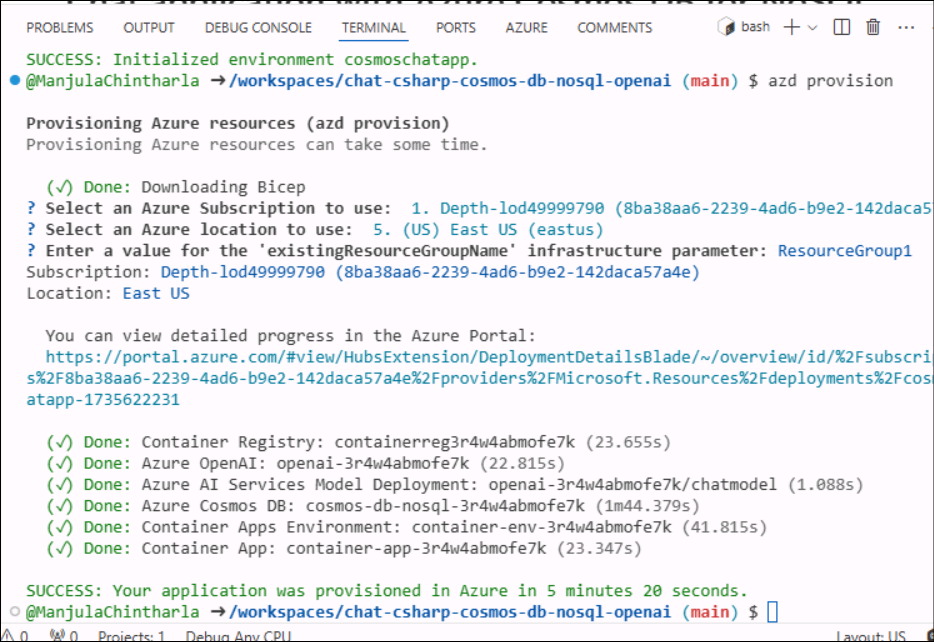 PROBLEMS OUTPUT DEBUG CONSOLE TERMINAL PORTS AZURE COMMENTS bash
SUCCESS: Initialized environment cosmoschatapp.
@ManjulaChintharla ➜/workspaces/chat-csharp-cosmos-db-nosql-openai (main) $ azd provision
Provisioning Azure resources (azd provision)
Provisioning Azure resources can take some time.
(✓) Done: Downloading Bicep
? Select an Azure Subscription to use: 1. Depth-lod49999790 (8ba38aa6-2239-4ad6-b9e2-142daca5
? Select an Azure location to use: 5. (US) East US (eastus)
? Enter a value for the 'existingResourceGroupName' infrastructure parameter: ResourceGroup1
Subscription: Depth-lod49999790 (8ba38aa6-2239-4ad6-b9e2-142daca57a4e)
Location: East US
You can view detailed progress in the Azure Portal:
https://portal.azure.com/#view/HubsExtension/DeploymentDetailsBlade/~/overview/id/%2Fsubscri
s%2F8ba38aa6-2239-4ad6-b9e2-142daca57a4e%2Fproviders%2FMicrosoft.Resources%2Fdeployments%2Fcos
atapp-1735622231
(✓) Done: Container Registry: containerreg3r4w4abmofe7k (23.655s)
(✓) Done: Azure OpenAI: openai-3r4w4abmofe7k (22.815s)
(✓) Done: Azure AI Services Model Deployment: openai-3r4w4abmofe7k/chatmodel (1.088s)
(✓) Done: Azure Cosmos DB: cosmos-db-nosql-3r4w4abmofe7k (1m44.379s)
(✓) Done: Container Apps Environment: container-env-3r4w4abmofe7k (41.815s)
(✓) Done: Container App: container-app-3r4w4abmofe7k (23.347s)
SUCCESS: Your application was provisioned in Azure in 5 minutes 20 seconds.
@ManjulaChintharla ➜/workspaces/chat-csharp-cosmos-db-nosql-openai (main) $
0 0 Projects: 1 Debug Any CPU Layout: US